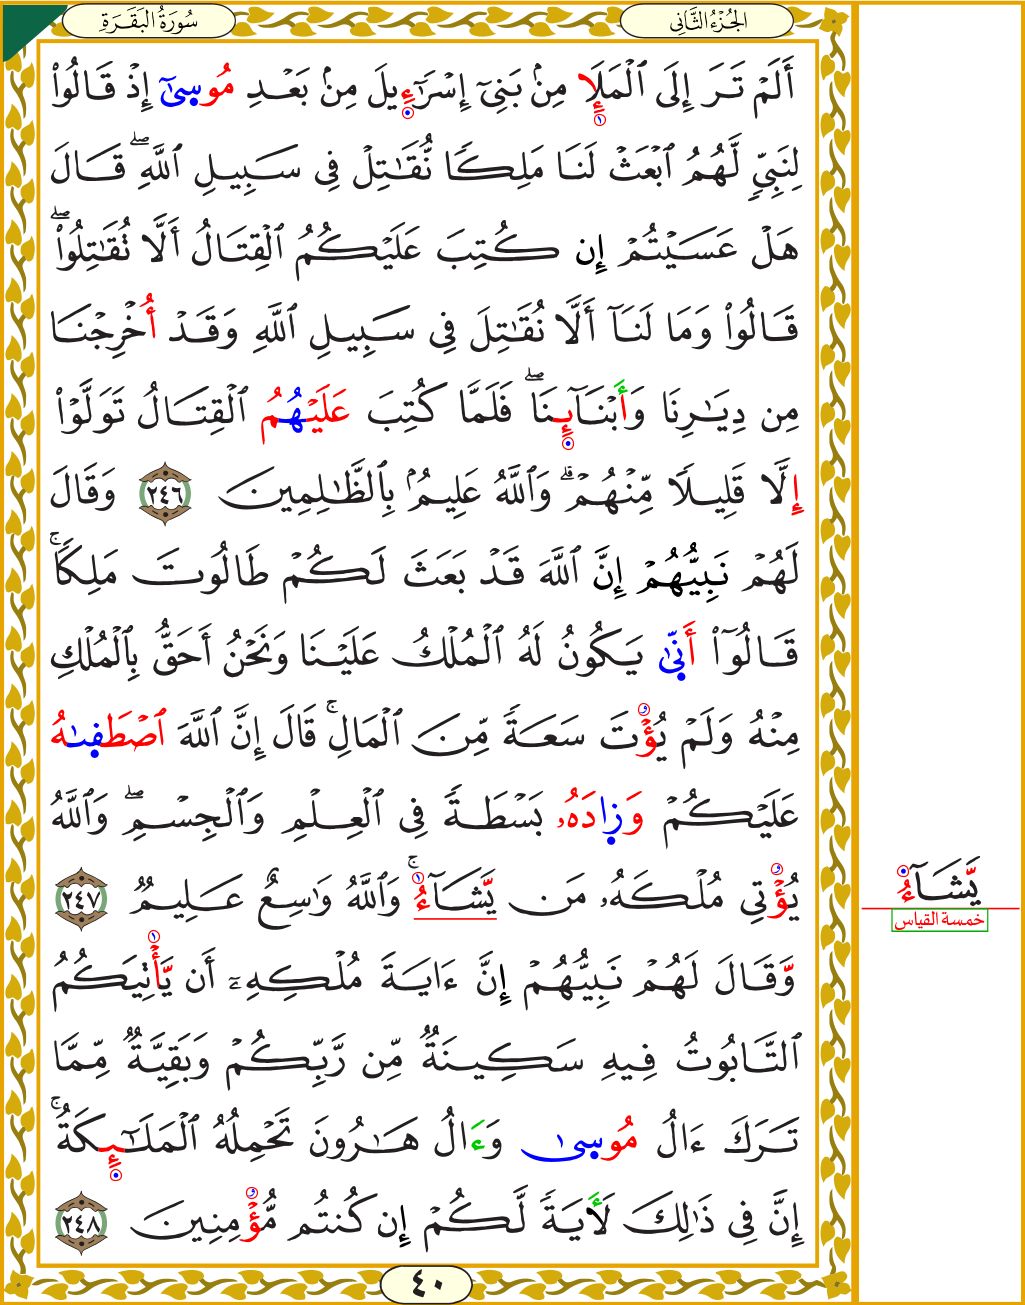 الجُزْءُ الثَّانِي
سُورَةُ البَقَرَةِ
أَلَمْ تَرَ إِلَى ٱلْمَلَإِ مِنۢ بَنِىٓ إِسْرَٰٓءِيلَ مِنۢ بَعْدِ مُوسَىٰٓ إِذْ قَالُوا۟
لِنَبِىٍّ لَّهُمُ ٱبْعَثْ لَنَا مَلِكًا نُّقَٰتِلْ فِى سَبِيلِ ٱللَّهِ ۖ قَالَ
هَلْ عَسَيْتُمْ إِن كُتِبَ عَلَيْكُمُ ٱلْقِتَالُ أَلَّا تُقَٰتِلُوا۟ ۖ
قَالُوا۟ وَمَا لَنَآ أَلَّا نُقَٰتِلَ فِى سَبِيلِ ٱللَّهِ وَقَدْ أُخْرِجْنَا
مِن دِيَٰرِنَا وَأَبْنَآئِنَا ۖ فَلَمَّا كُتِبَ عَلَيْهُمُ ٱلْقِتَالُ تَوَلَّوْا۟
إِلَّا قَلِيلًا مِّنْهُمْ ۗ وَٱللَّهُ عَلِيمٌۢ بِٱلظَّٰلِمِينَ ٢٤٦ وَقَالَ
لَهُمْ نَبِيُّهُمْ إِنَّ ٱللَّهَ قَدْ بَعَثَ لَكُمْ طَالُوتَ مَلِكًا ۚ
قَالُوٓا۟ أَنَّىٰ يَكُونُ لَهُ ٱلْمُلْكُ عَلَيْنَا وَنَحْنُ أَحَقُّ بِٱلْمُلْكِ
مِنْهُ وَلَمْ يُؤْتَ سَعَةً مِّنَ ٱلْمَالِ ۚ قَالَ إِنَّ ٱللَّهَ ٱصْطَفَىٰهُ
عَلَيْكُمْ وَزَادَهُۥ بَسْطَةً فِى ٱلْعِلْمِ وَٱلْجِسْمِ ۖ وَٱللَّهُ
يُؤْتِى مُلْكَهُۥ مَن يَّشَآءُ ۚ وَٱللَّهُ وَٰسِعٌ عَلِيمٌ ٢٤٧
وَّقَالَ لَهُمْ نَبِيُّهُمْ إِنَّ ءَايَةَ مُلْكِهِۦٓ أَن يَّأْتِيَكُمُ
ٱلتَّابُوتُ فِيهِ سَكِينَةٌ مِّن رَّبِّكُمْ وَبَقِيَّةٌ مِّمَّا
تَرَكَ ءَالُ مُوسَىٰ وَءَالُ هَٰرُونَ تَحْمِلُهُ ٱلْمَلَٰٓئِكَةُ ۚ
إِنَّ فِى ذَٰلِكَ لَأٓيَةً لَّكُمْ إِن كُنتُم مُّؤْمِنِينَ ٢٤٨
٤٠
يَّشَآءُ
خمسة القياس